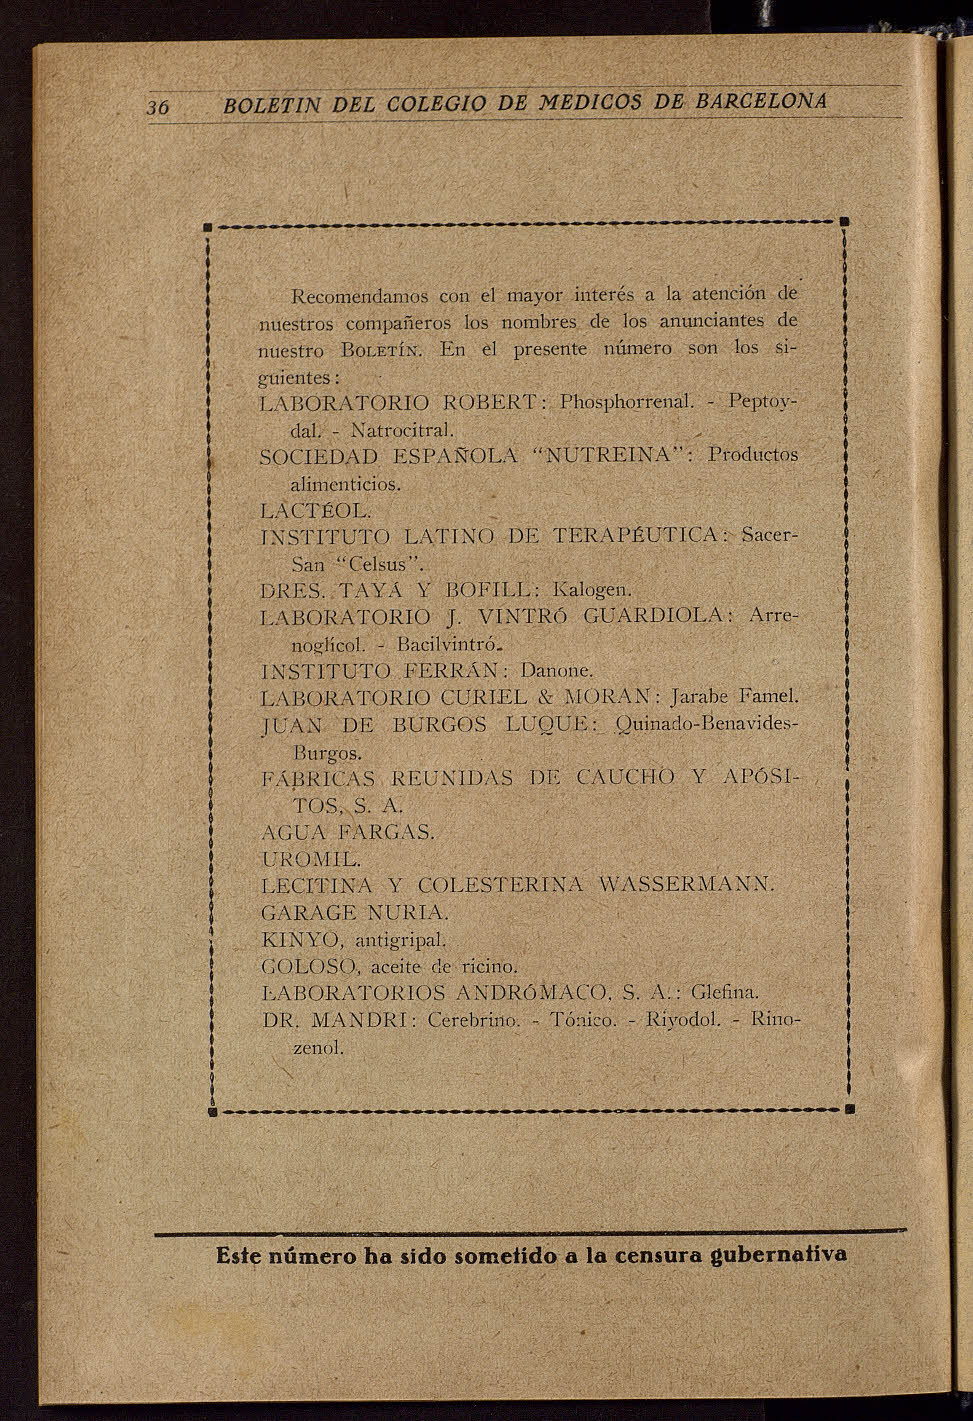 36 BOLETIN DEL COLEGIO DE MEDICOS DE BARCELONA
Recomendamos con el mayor interés a la atención de
nuestros compañeros los nombres de los anunciantes de
nuestro BOLETÍN. En el presente número son los si-
guientes:
LABORATORIO ROBERT: Phosphorrenal. - Peptoy-
dal. - Natrocitral.
SOCIEDAD ESPAÑOLA “NUTREINA”: Productos
alimenticios.
LACTÉOL.
INSTITUTO LATINO DE TERAPÉUTICA: Sacer-
San “Celsus”.
DRES. TAYÁ Y BOFILL: Kalogen.
LABORATORIO J. VINTRÓ GUARDIOLA: Arre-
noglícol. - Bacilvintró.
INSTITUTO FERRÁN: Danone.
LABORATORIO CURIEL & MORAN: Jarabe Famel.
JUAN DE BURGOS LUQUE: Quinado-Benavides-
Burgos.
FÁBRICAS REUNIDAS DE CAUCHO Y APÓSI-
TOS, S. A.
AGUA FARGAS.
UROMIL.
LECITINA Y COLESTERINA WASSERMANN.
GARAGE NURIA.
KINYO, antigripal.
GOLOSO, aceite de ricino.
LABORATORIOS ANDRÓMACO, S. A.: Glefina.
DR. MANDRI: Cerebrino. - Tónico. - Riyodol. - Rino-
zenol.
Este número ha sido sometido a la censura gubernativa